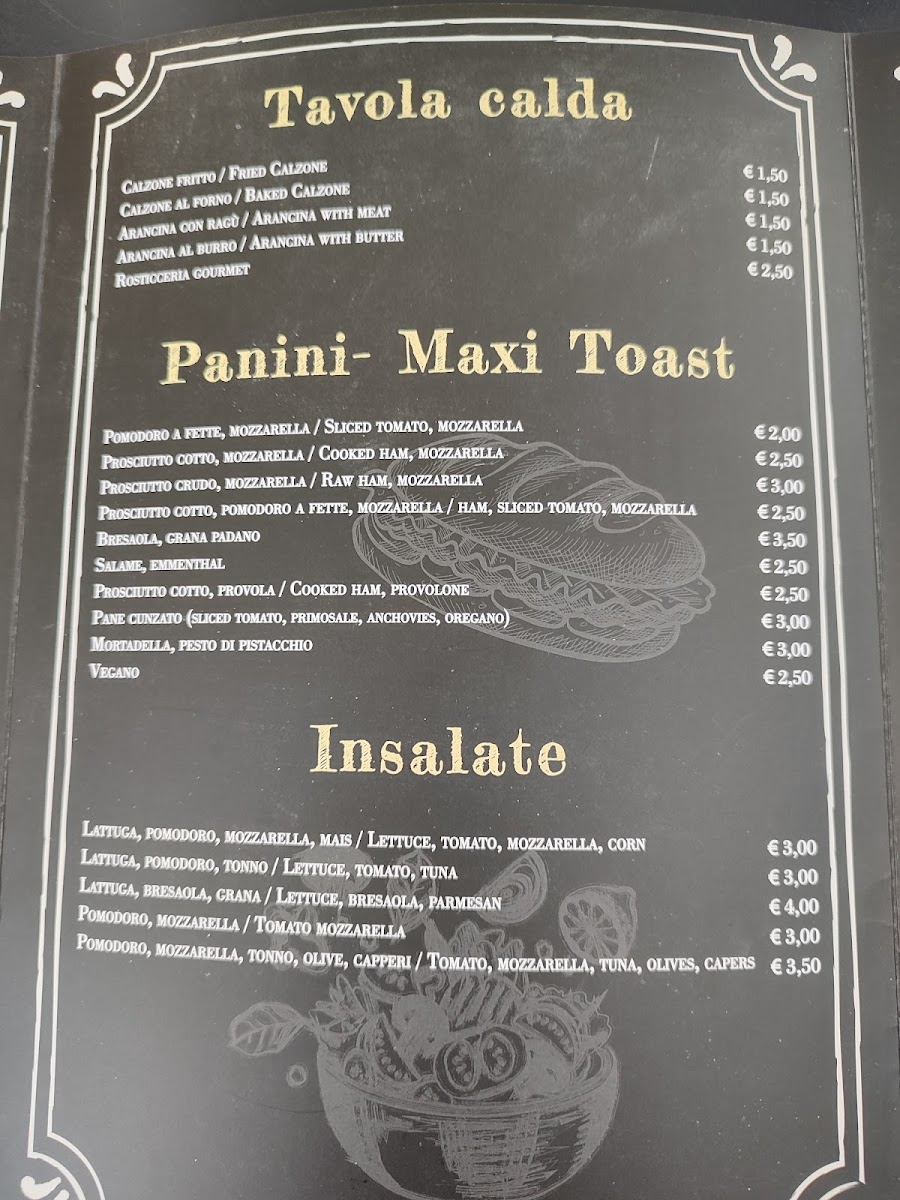 Tavola calda
Calzone fritto / Fried Calzone € 1,50
Calzone al forno / Baked Calzone € 1,50
Arancina con ragù / Arancina with meat € 1,50
Arancina al burro / Arancina with butter € 1,50
Rosticceria gourmet € 2,50
Panini- Maxi Toast
Pomodoro a fette, mozzarella / Sliced tomato, mozzarella € 2,00
Prosciutto cotto, mozzarella / Cooked ham, mozzarella € 2,50
Prosciutto crudo, mozzarella / Raw ham, mozzarella € 3,00
Prosciutto cotto, pomodoro a fette, mozzarella / ham, sliced tomato, mozzarella € 2,50
Bresaola, grana padano € 3,50
Salame, emmenthal € 2,50
Prosciutto cotto, provola / Cooked ham, provolone € 2,50
Pane cunzato (sliced tomato, primosale, anchovies, oregano) € 3,00
Mortadella, pesto di pistacchio € 3,00
Vegano € 2,50
Insalate
Lattuga, pomodoro, mozzarella, mais / Lettuce, tomato, mozzarella, corn € 3,00
Lattuga, pomodoro, tonno / Lettuce, tomato, tuna € 3,00
Lattuga, bresaola, grana / Lettuce, bresaola, parmesan € 4,00
Pomodoro, mozzarella / Tomato mozzarella € 3,00
Pomodoro, mozzarella, tonno, olive, capperi / Tomato, mozzarella, tuna, olives, capers € 3,50